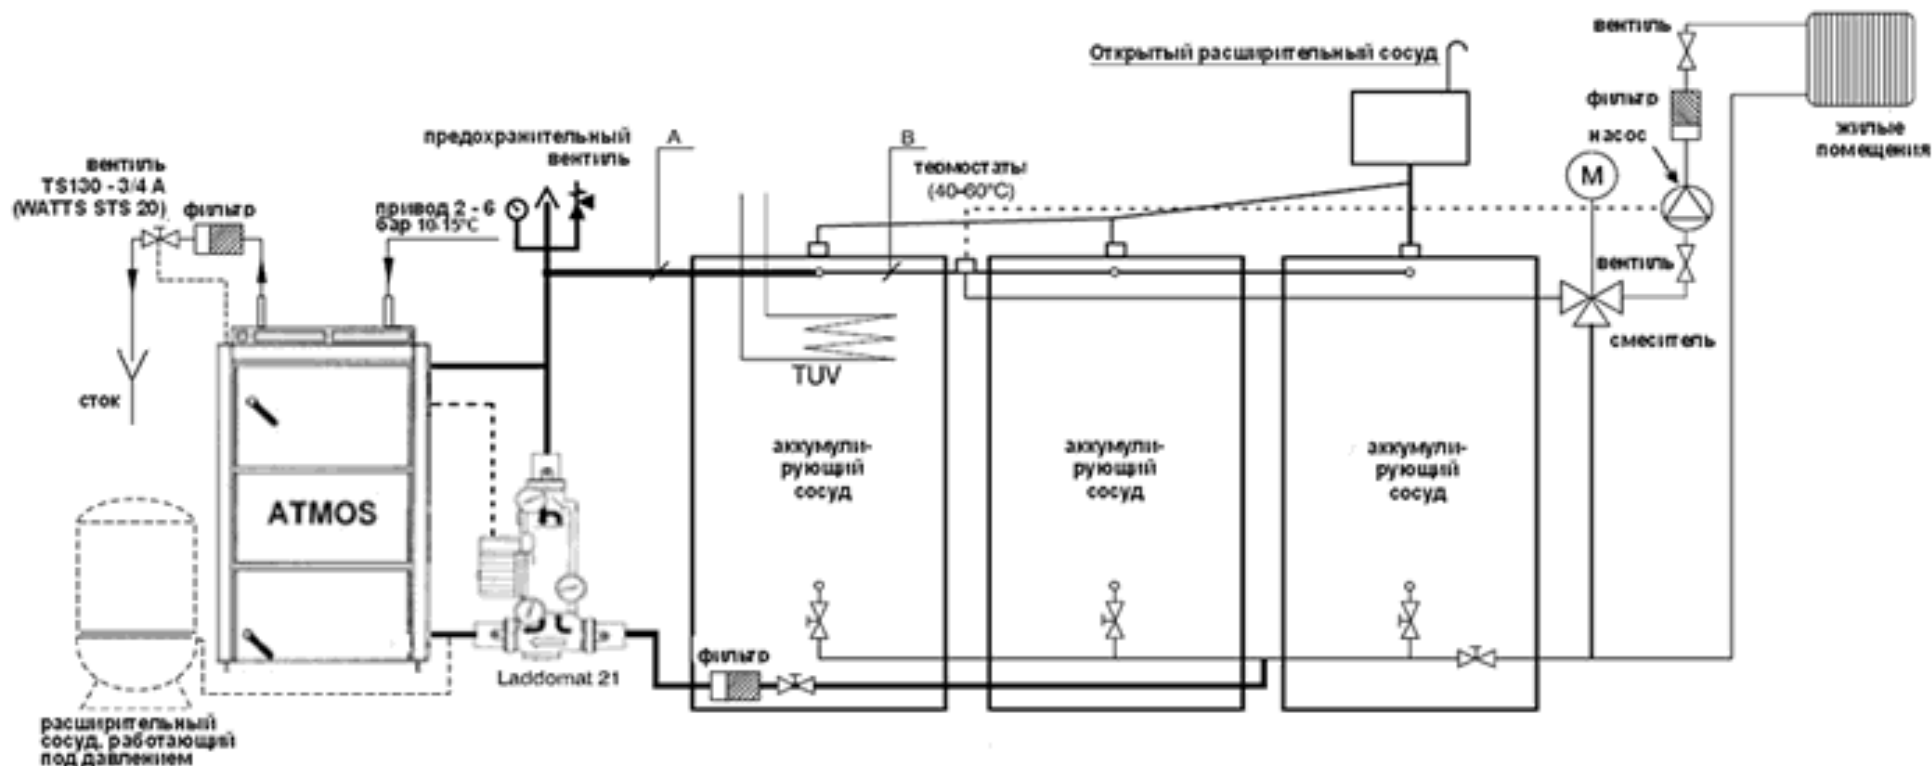 вентиль
TS130 - 3/4 A
(WATTS STS 20)
фильтр
привод 2 - 6
бар 10-15°C
предохранительный
вентиль
A
B
термостаты
(40-60°C)
Открытый расширительный сосуд
вентиль
фильтр
насос
M
жилые
помещения
вентиль
смеситель
сток
TUV
ATMOS
аккумули-
рующий
сосуд
аккумули-
рующий
сосуд
аккумули-
рующий
сосуд
фильтр
Laddomat 21
расширительный
сосуд, работающий
под давлением